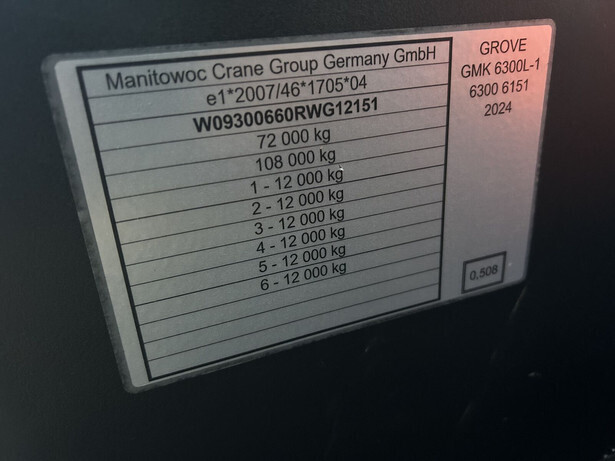 Manitowoc Crane Group Germany GmbH
e1*2007/46*1705*04
W09300660RWG12151
72 000 kg
108 000 kg
1 - 12 000 kg
2 - 12 000 kg
3 - 12 000 kg
4 - 12 000 kg
5 - 12 000 kg
6 - 12 000 kg
GROVE
GMK 6300L-1
6300 6151
2024
0,508